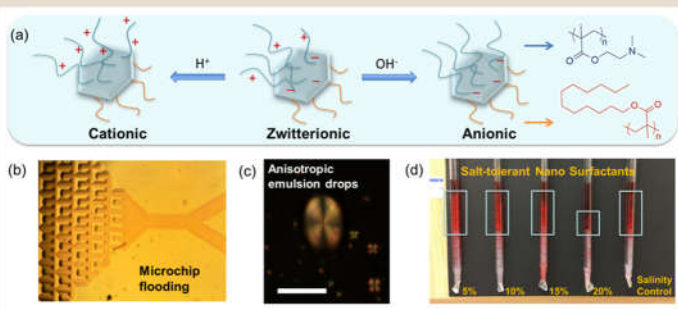 (a)
H⁺
OH⁻
Cationic
Zwitterionic
Anionic
n
O
O
N
O
O
n
(b)
Microchip
flooding
(c)
Anisotropic
emulsion drops
(d)
Salt-tolerant Nano Surfactants
5%
10%
15%
20%
Salinity
Control